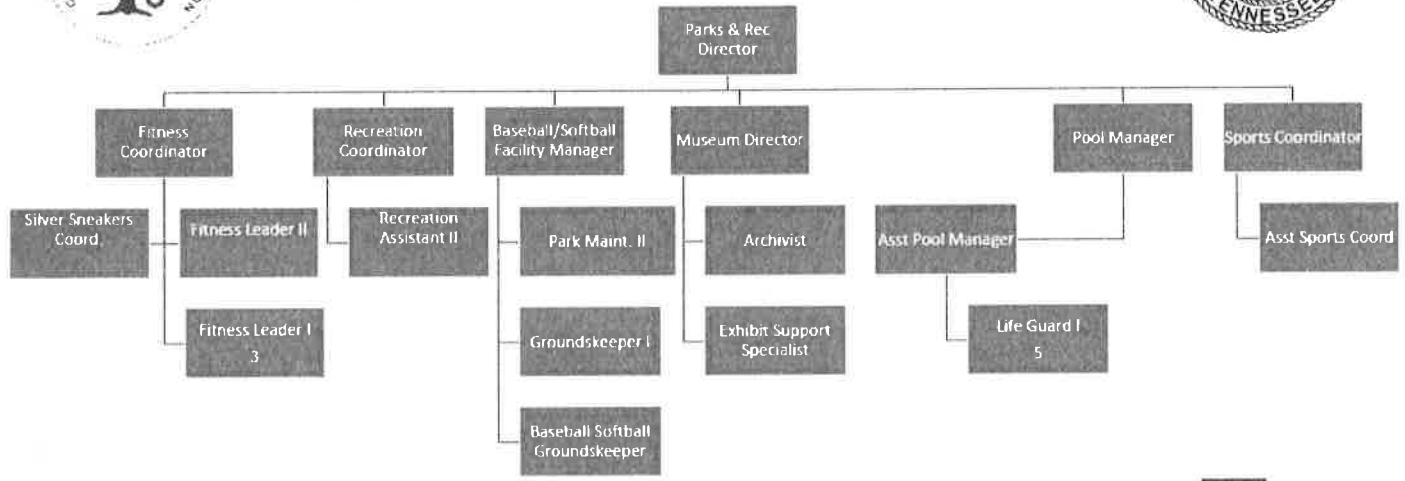 TENNESSEE
Parks & Rec
Director
Fitness
Coordinator
Recreation
Coordinator
Baseball/Softball
Facility Manager
Museum Director
Pool Manager
Sports Coordinator
Silver Sneakers
Coord.
Fitness Leader II
Recreation
Assistant II
Park Maint. II
Archivist
Asst Pool Manager
Asst Sports Coord
Fitness Leader I
3
Groundskeeper I
Exhibit Support
Specialist
Life Guard I
5
Baseball Softball
Groundskeeper